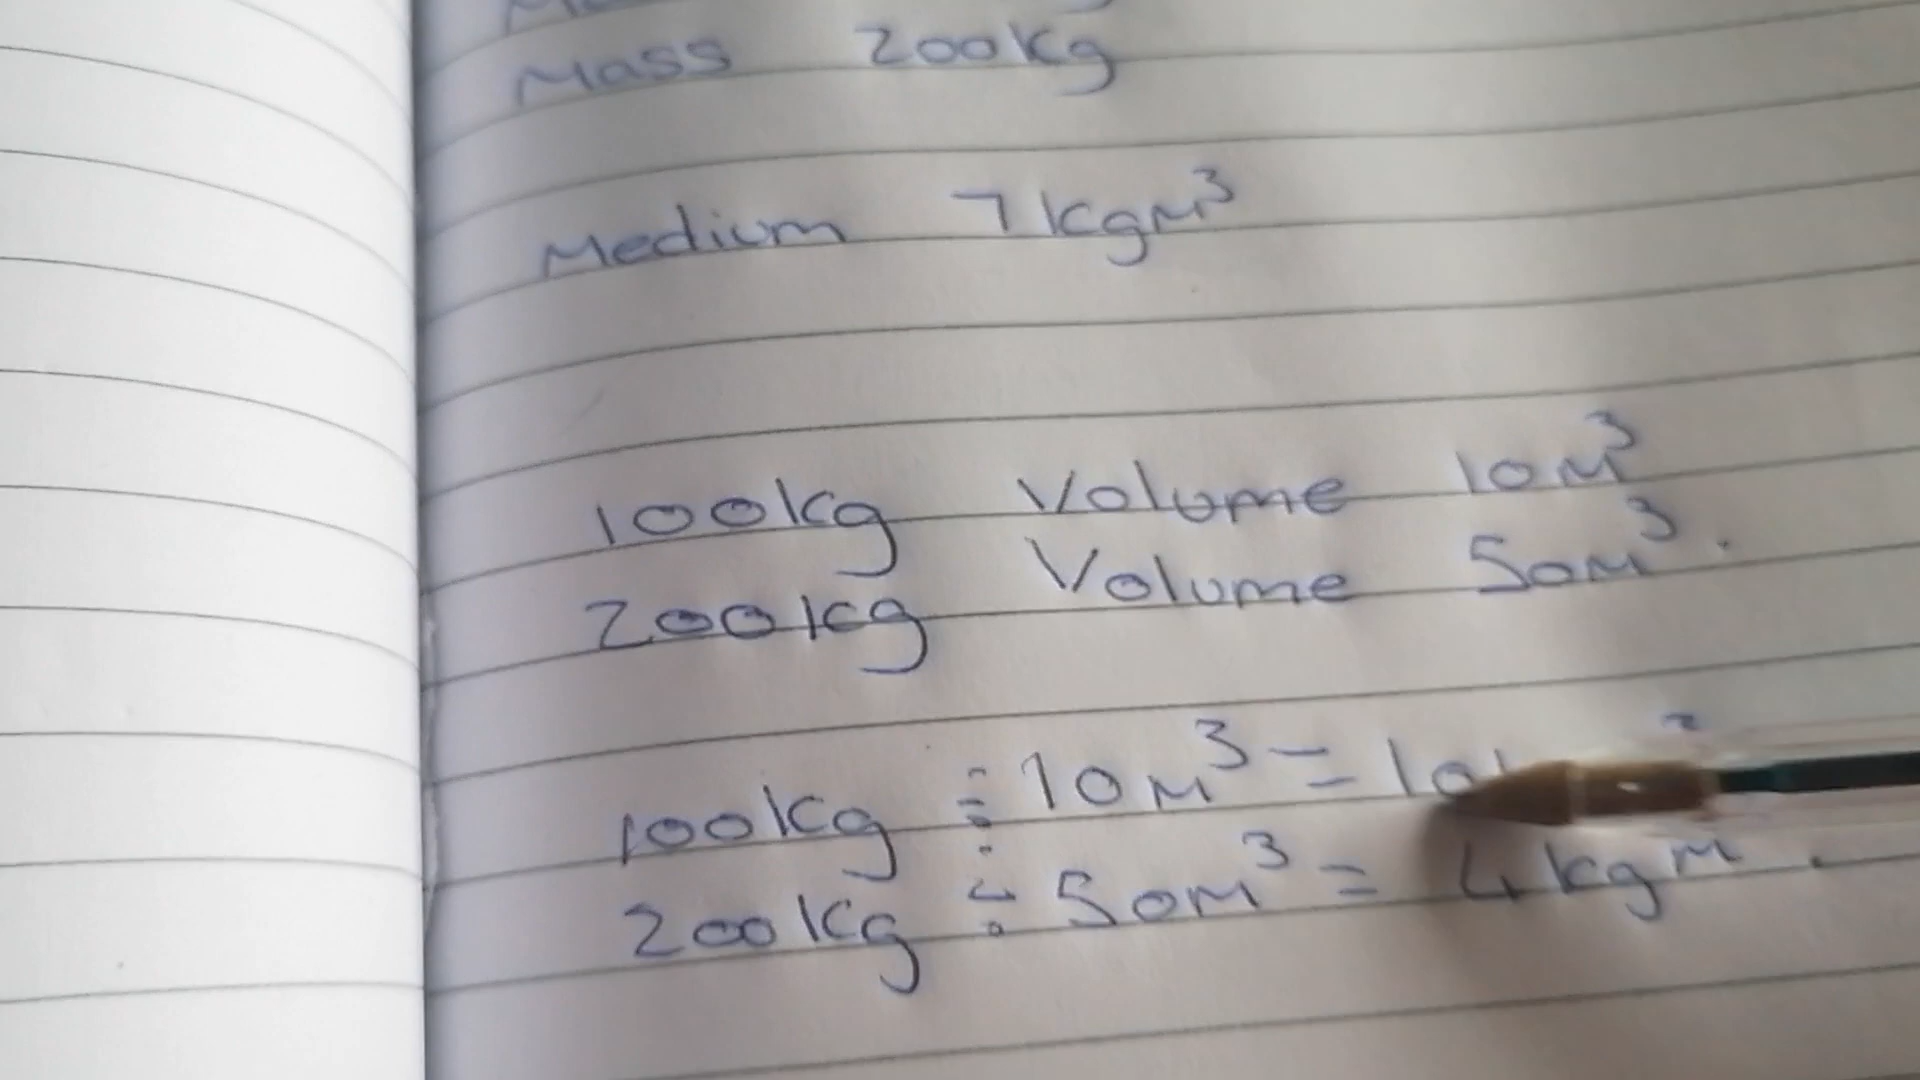 Mass 200kg
Medium 7kgm³
100kg Volume 10m³
200kg Volume 50m³.
100kg ÷ 10m³ =
200kg ÷ 50m³ = 4kgm.